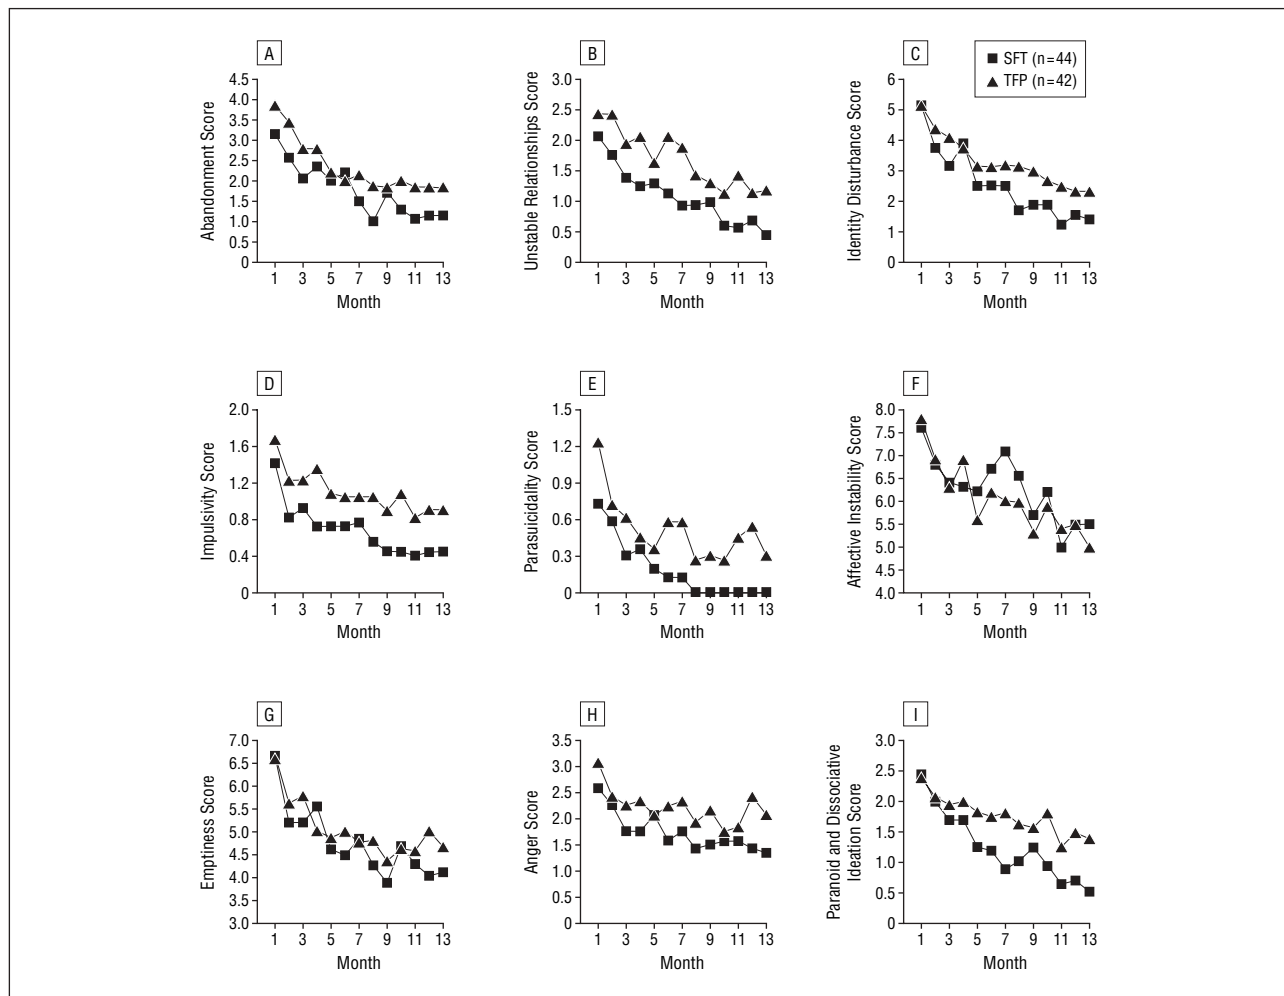 A
Abandonment Score
4.5
4.0
3.5
3.0
2.5
2.0
1.5
1.0
0.5
0
1 3 5 7 9 11 13
Month
B
Unstable Relationships Score
3.0
2.5
2.0
1.5
1.0
0.5
0
1 3 5 7 9 11 13
Month
C
SFT (n=44)
TFP (n=42)
Identity Disturbance Score
6
5
4
3
2
1
0
1 3 5 7 9 11 13
Month
D
Impulsivity Score
2.0
1.6
1.2
0.8
0.4
0
1 3 5 7 9 11 13
Month
E
Parasuicidality Score
1.5
1.2
0.9
0.6
0.3
0
1 3 5 7 9 11 13
Month
F
Affective Instability Score
8.0
7.5
7.0
6.5
6.0
5.5
5.0
4.5
4.0
1 3 5 7 9 11 13
Month
G
Emptiness Score
7.0
6.5
6.0
5.5
5.0
4.5
4.0
3.5
3.0
1 3 5 7 9 11 13
Month
H
Anger Score
3.5
3.0
2.5
2.0
1.5
1.0
0.5
0
1 3 5 7 9 11 13
Month
I
Paranoid and Dissociative
Ideation Score
3.0
2.5
2.0
1.5
1.0
0.5
0
1 3 5 7 9 11 13
Month